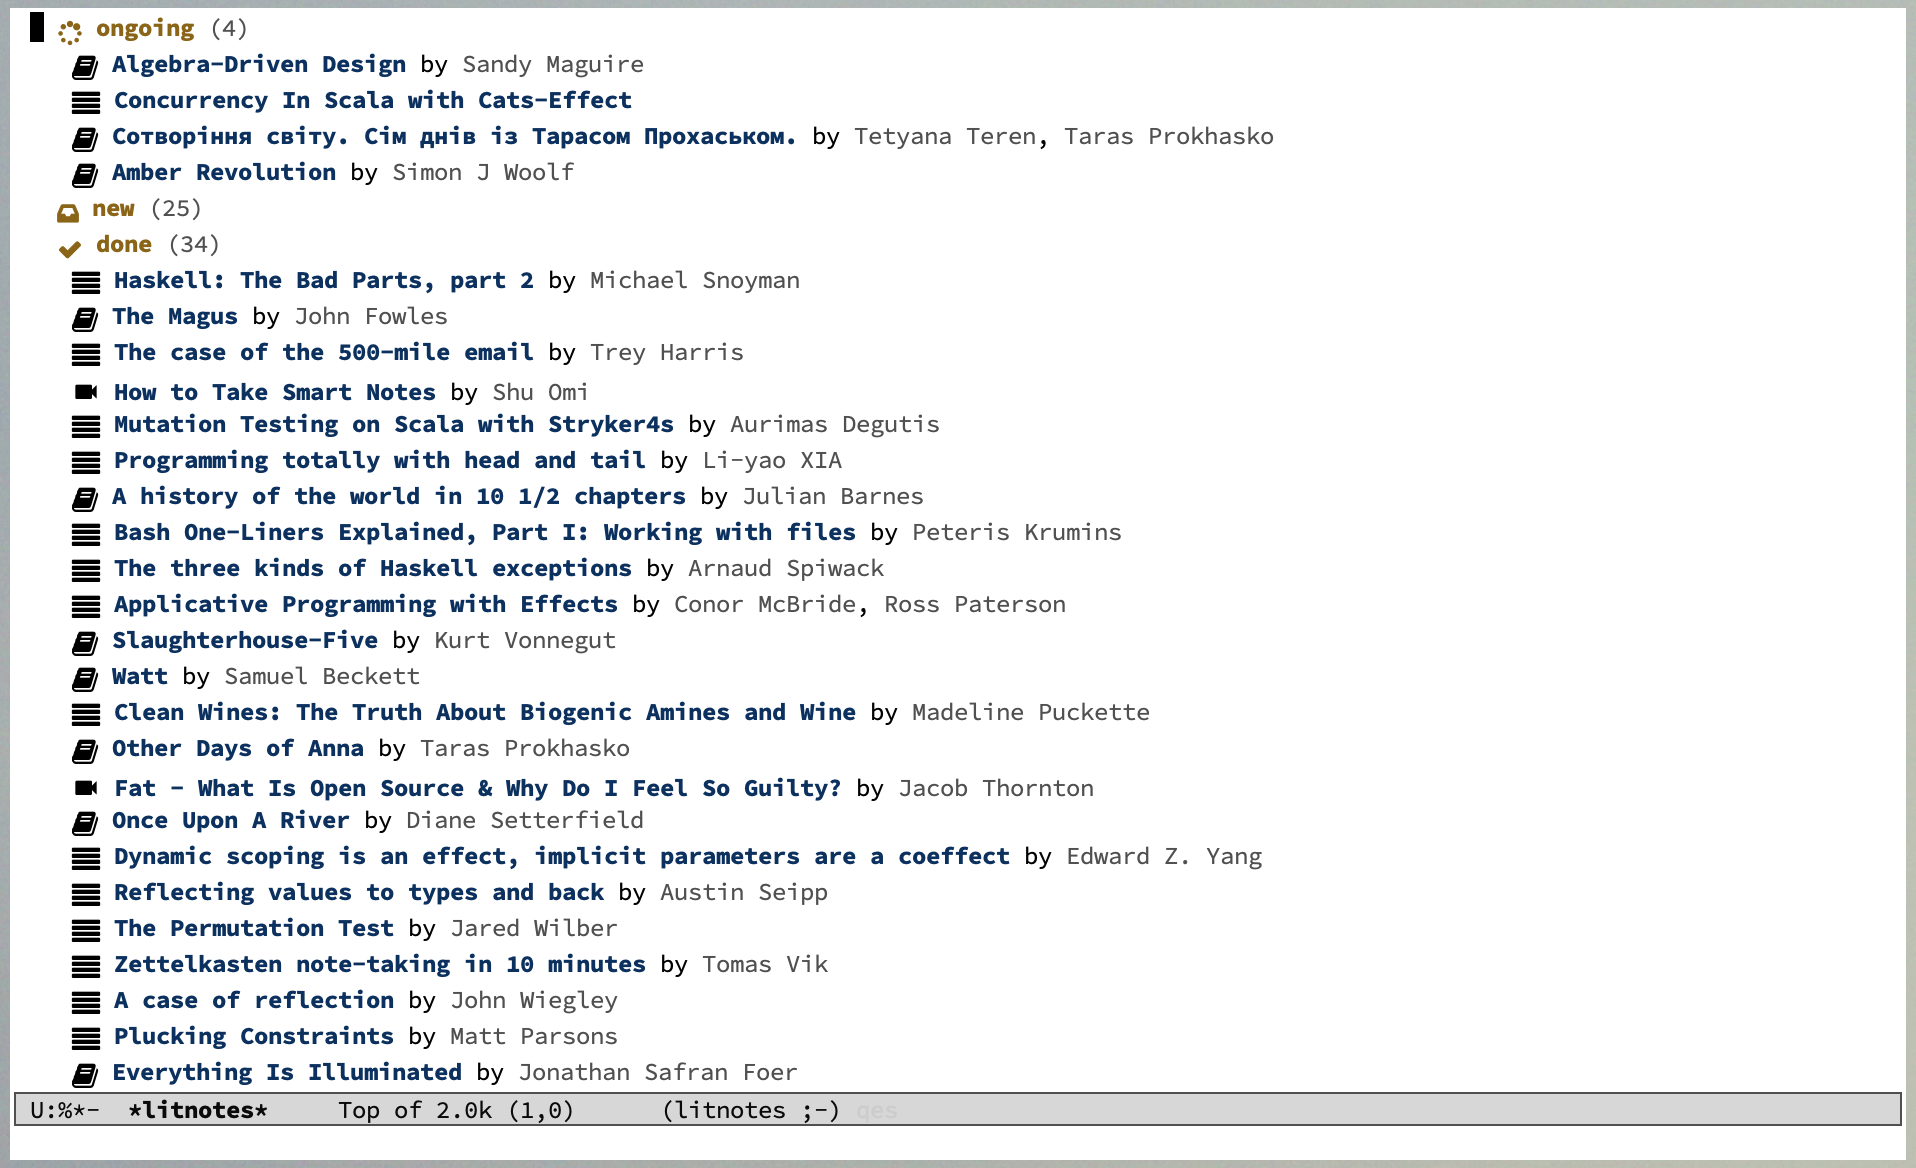 ongoing (4)
Algebra-Driven Design by Sandy Maguire
Concurrency In Scala with Cats-Effect
Сотворіння світу. Сім днів із Тарасом Прохаськом. by Tetyana Teren, Taras Prokhasko
Amber Revolution by Simon J Woolf
new (25)
done (34)
Haskell: The Bad Parts, part 2 by Michael Snoyman
The Magus by John Fowles
The case of the 500-mile email by Trey Harris
How to Take Smart Notes by Shu Omi
Mutation Testing on Scala with Stryker4s by Aurimas Degutis
Programming totally with head and tail by Li-yao XIA
A history of the world in 10 1/2 chapters by Julian Barnes
Bash One-Liners Explained, Part I: Working with files by Peteris Krumins
The three kinds of Haskell exceptions by Arnaud Spiwack
Applicative Programming with Effects by Conor McBride, Ross Paterson
Slaughterhouse-Five by Kurt Vonnegut
Watt by Samuel Beckett
Clean Wines: The Truth About Biogenic Amines and Wine by Madeline Puckette
Other Days of Anna by Taras Prokhasko
Fat - What Is Open Source & Why Do I Feel So Guilty? by Jacob Thornton
Once Upon A River by Diane Setterfield
Dynamic scoping is an effect, implicit parameters are a coeffect by Edward Z. Yang
Reflecting values to types and back by Austin Seipp
The Permutation Test by Jared Wilber
Zettelkasten note-taking in 10 minutes by Tomas Vik
A case of reflection by John Wiegley
Plucking Constraints by Matt Parsons
Everything Is Illuminated by Jonathan Safran Foer
U:%*- *litnotes* Top of 2.0k (1,0) (litnotes ;-) qes